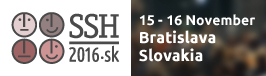 SSH
2016.sk
15 - 16 November
Bratislava
Slovakia